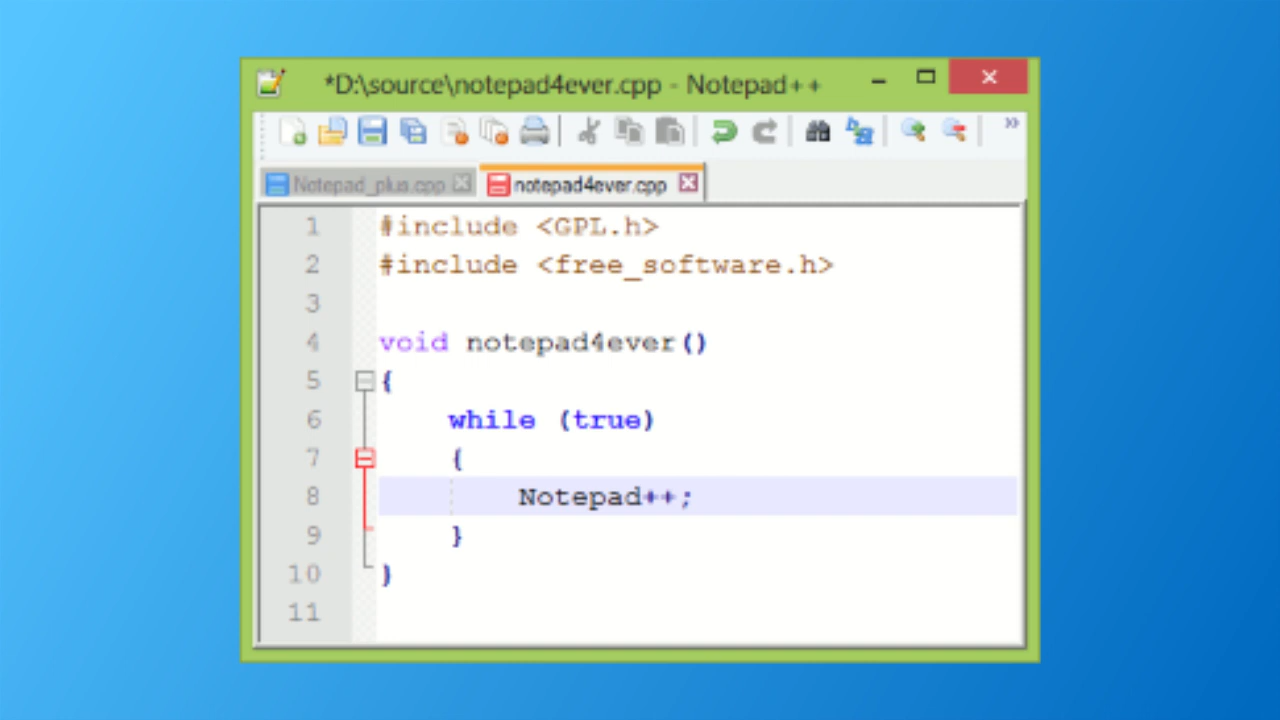 *D:\source\notepad4ever.cpp - Notepad++
Notepad_plus.cpp notepad4ever.cpp
1 #include <GPL.h>
2 #include <free_software.h>
3
4 void notepad4ever()
5 {
6 while (true)
7 {
8 Notepad++;
9 }
10 }
11